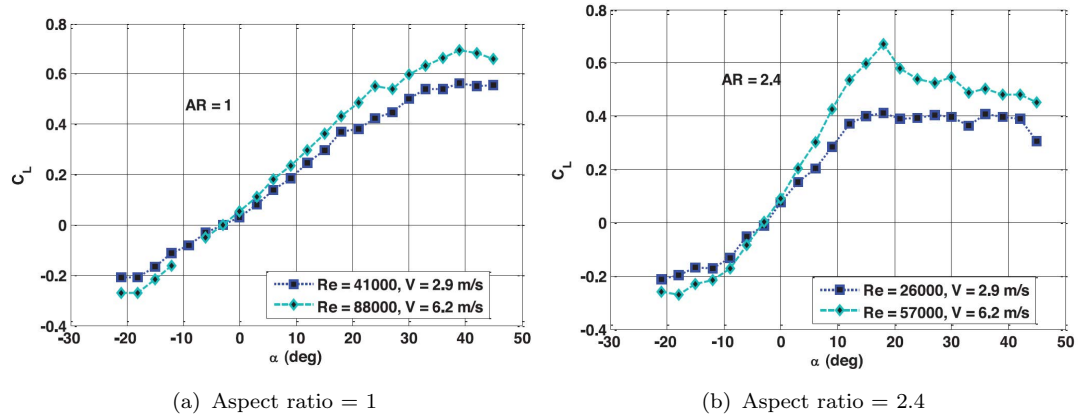 0.8
0.6
0.4
0.2
0
-0.2
-0.4
C_L
AR = 1
Re = 41000, V = 2.9 m/s
Re = 88000, V = 6.2 m/s
-30 -20 -10 0 10 20 30 40 50
α (deg)
(a) Aspect ratio = 1
0.8
0.6
0.4
0.2
0
-0.2
-0.4
C_L
AR = 2.4
Re = 26000, V = 2.9 m/s
Re = 57000, V = 6.2 m/s
-30 -20 -10 0 10 20 30 40 50
α (deg)
(b) Aspect ratio = 2.4